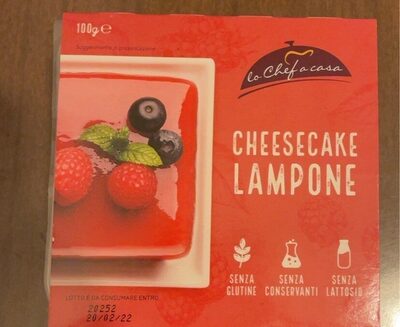 100g e
Suggerimento di presentazione
lo Chef a casa
CHEESECAKE
LAMPONE
SENZA
GLUTINE
SENZA
CONSERVANTI
SENZA
LATTOSIO
LOTTO E DA CONSUMARE ENTRO
20252
20/02/22